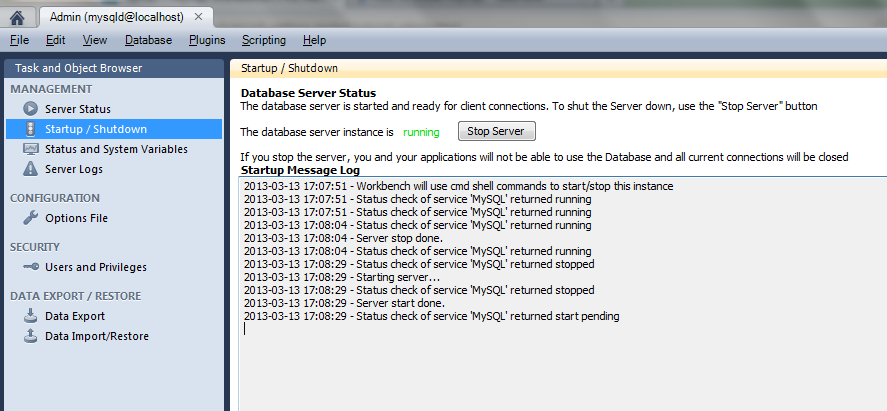 Admin (mysqld@localhost) ×
File Edit View Database Plugins Scripting Help
Task and Object Browser
MANAGEMENT
Server Status
Startup / Shutdown
Status and System Variables
Server Logs
CONFIGURATION
Options File
SECURITY
Users and Privileges
DATA EXPORT / RESTORE
Data Export
Data Import/Restore
Startup / Shutdown
Database Server Status
The database server is started and ready for client connections. To shut the Server down, use the "Stop Server" button
The database server instance is running Stop Server
If you stop the server, you and your applications will not be able to use the Database and all current connections will be closed
Startup Message Log
2013-03-13 17:07:51 - Workbench will use cmd shell commands to start/stop this instance
2013-03-13 17:07:51 - Status check of service 'MySQL' returned running
2013-03-13 17:07:51 - Status check of service 'MySQL' returned running
2013-03-13 17:08:04 - Status check of service 'MySQL' returned running
2013-03-13 17:08:04 - Server stop done.
2013-03-13 17:08:04 - Status check of service 'MySQL' returned running
2013-03-13 17:08:29 - Status check of service 'MySQL' returned stopped
2013-03-13 17:08:29 - Starting server...
2013-03-13 17:08:29 - Status check of service 'MySQL' returned stopped
2013-03-13 17:08:29 - Server start done.
2013-03-13 17:08:29 - Status check of service 'MySQL' returned start pending